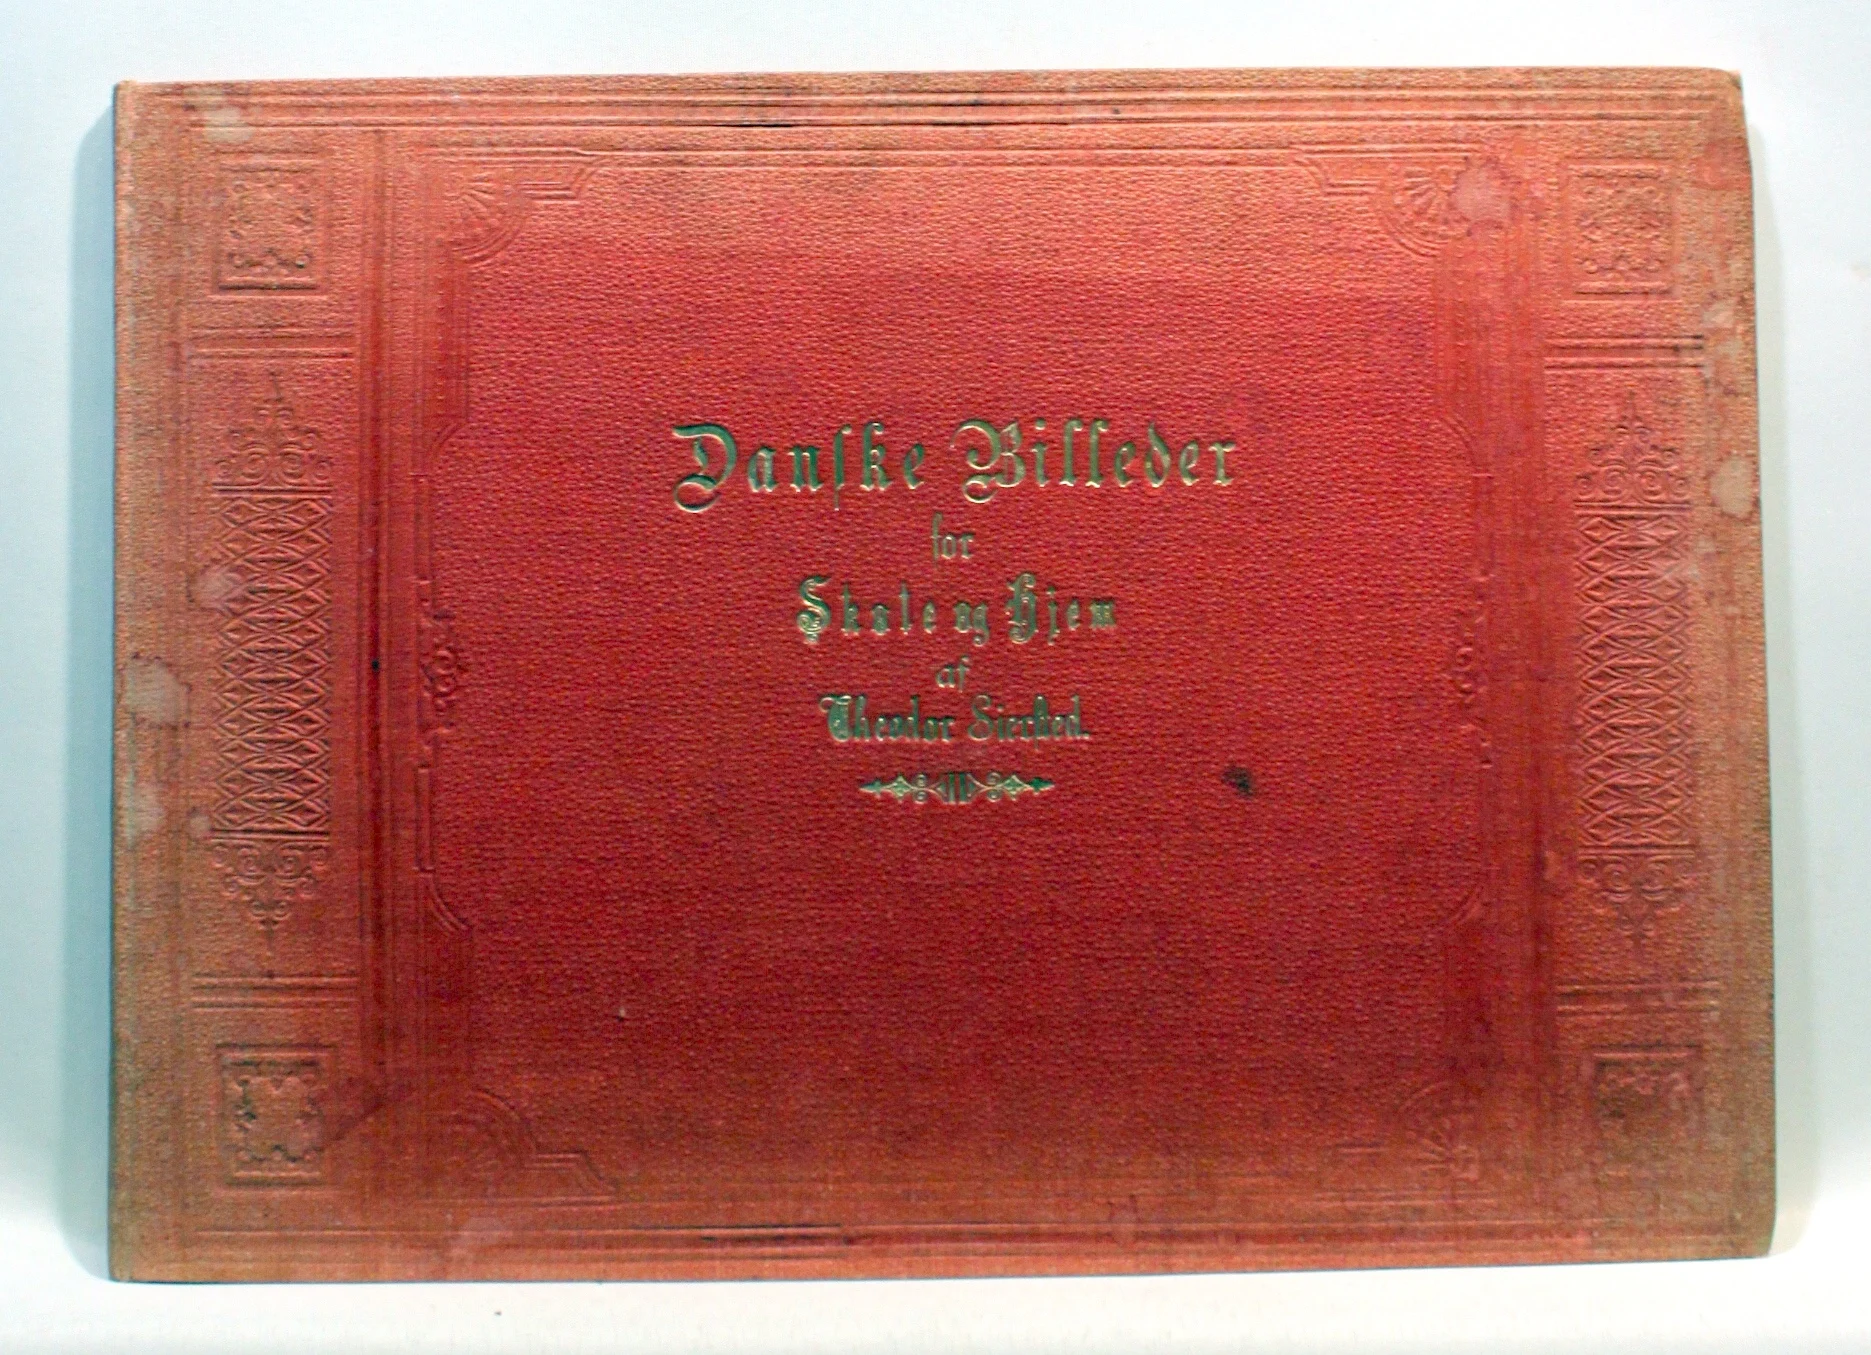 Danſke Billeder
for
Skole og Hjem
af
Theodor Sierſted.